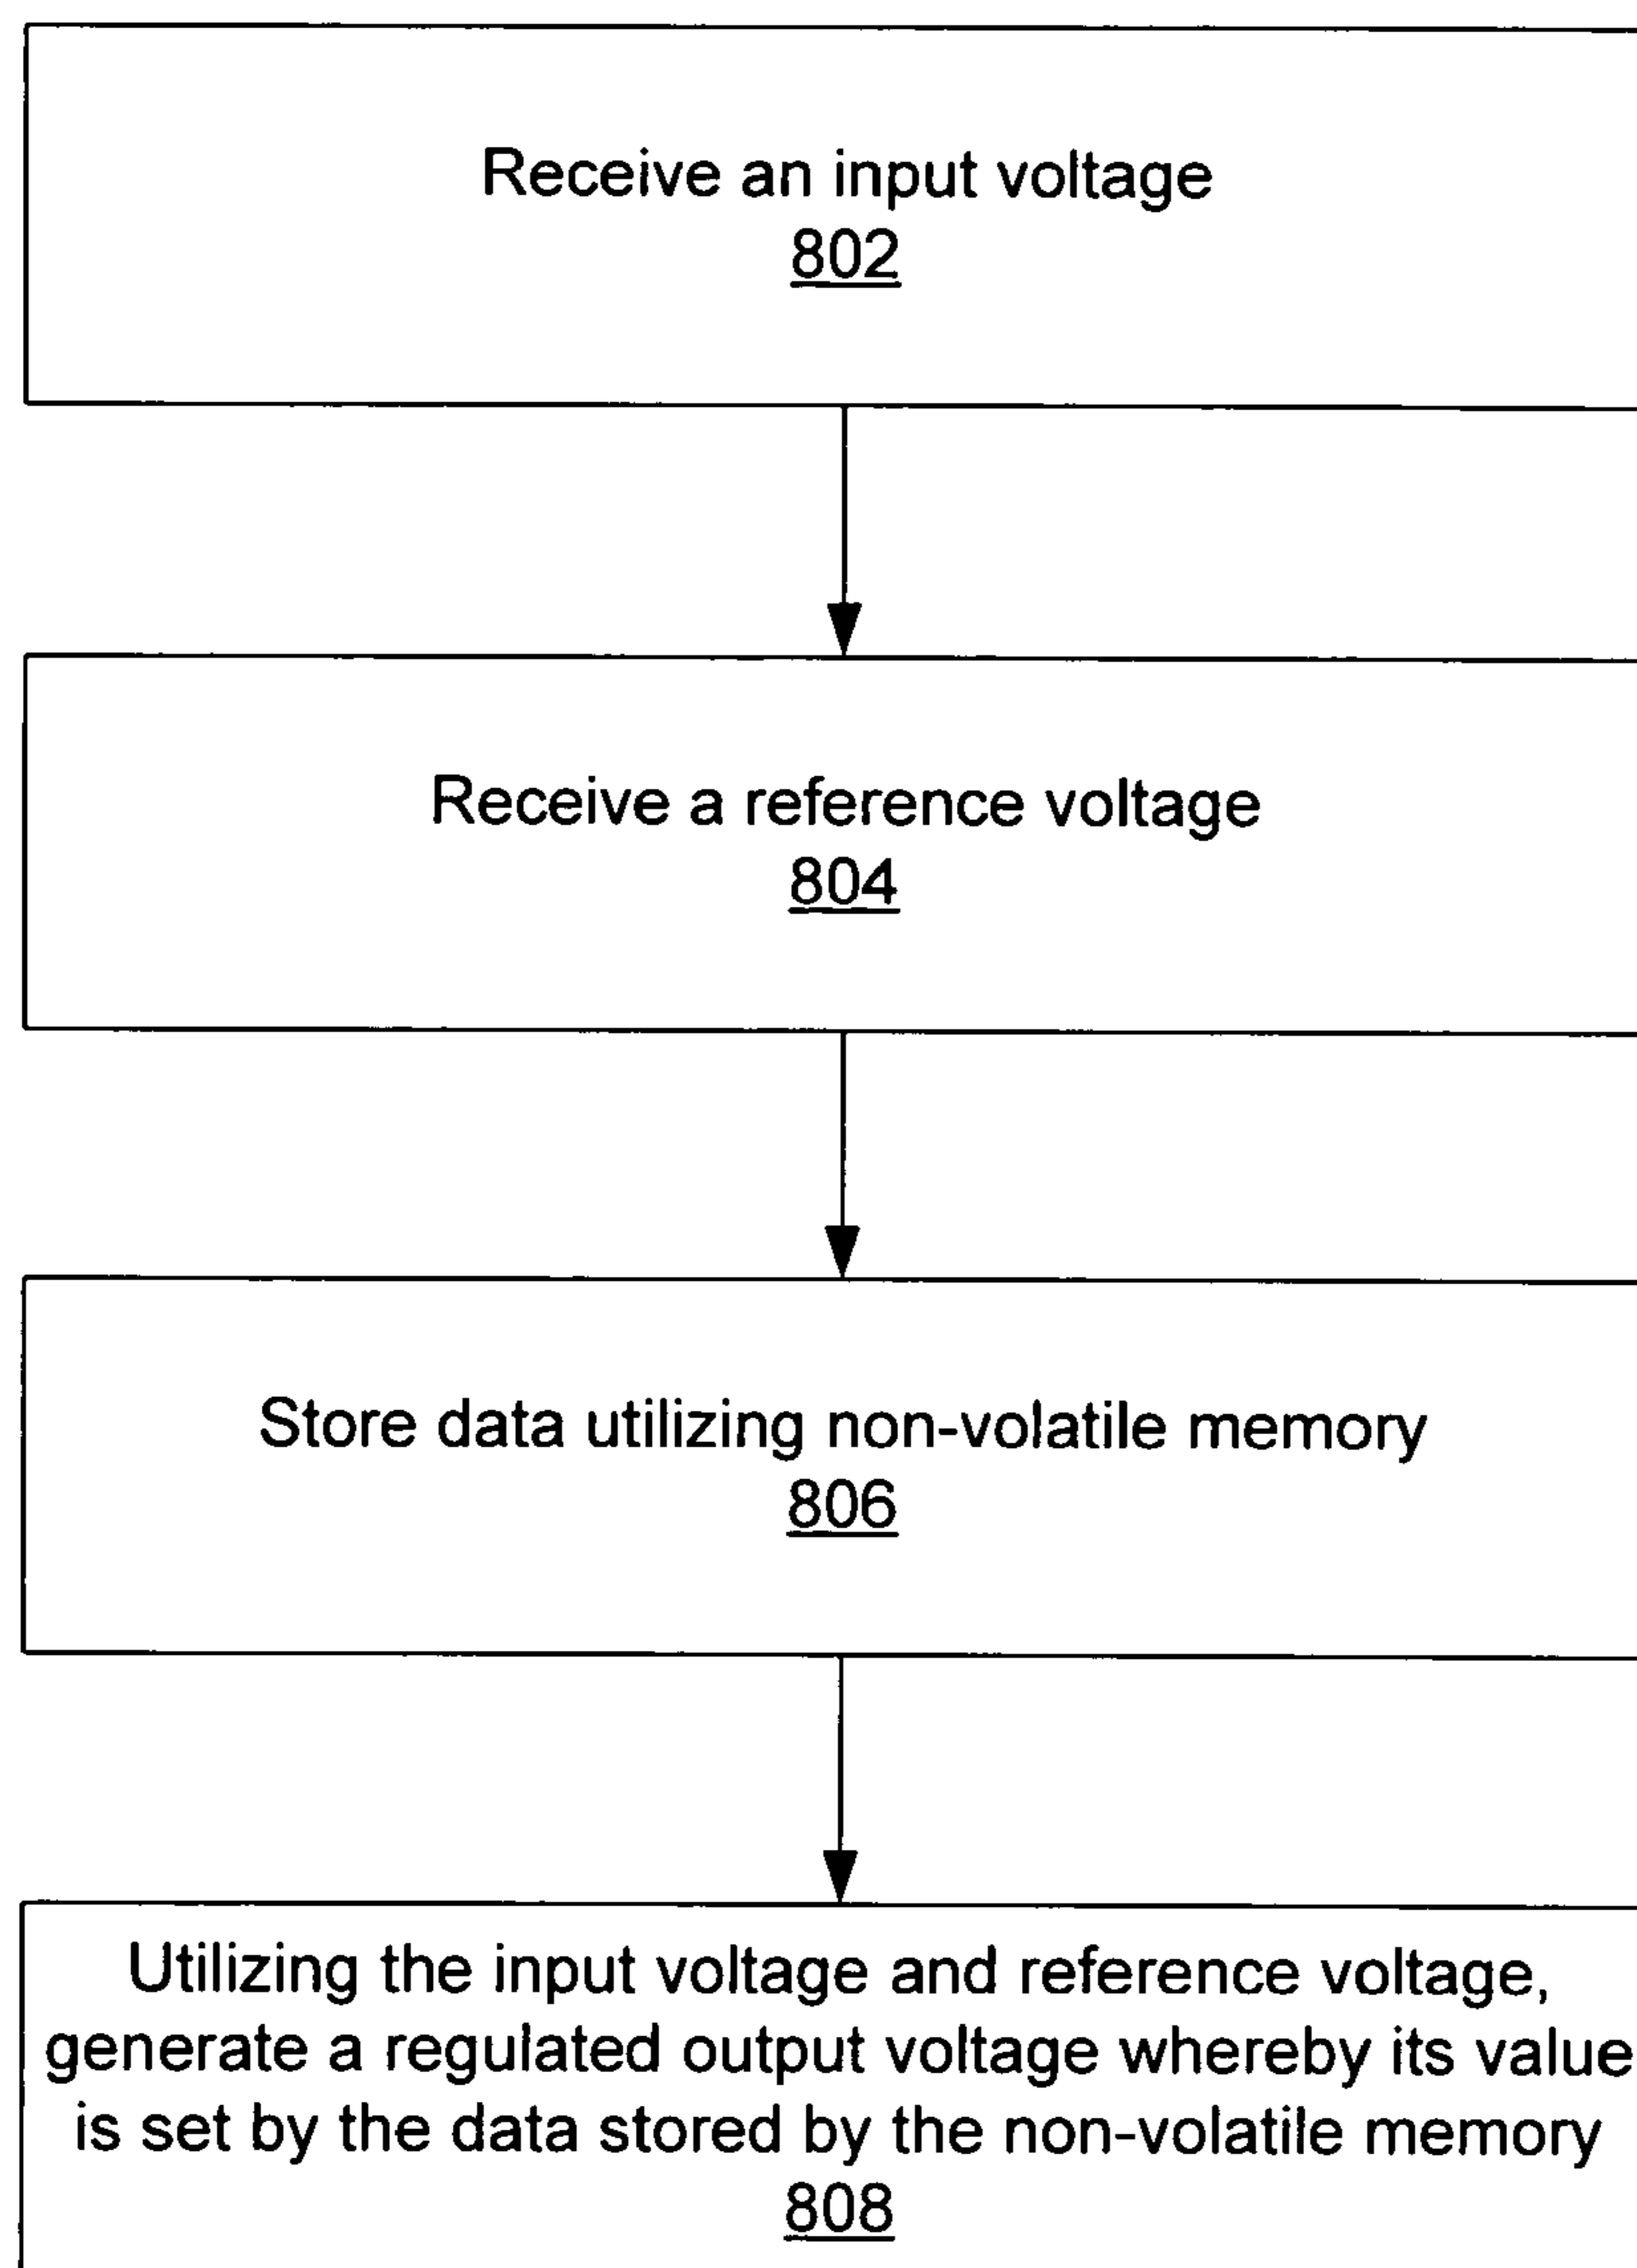 Receive an input voltage
802
Receive a reference voltage
804
Store data utilizing non-volatile memory
806
Utilizing the input voltage and reference voltage,
generate a regulated output voltage whereby its value
is set by the data stored by the non-volatile memory
808